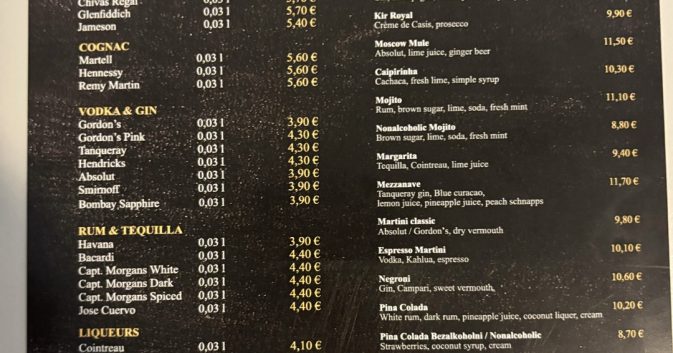 Chivas Regal 0,03 l 5,70 €
Glenfiddich 0,03 l 5,70 €
Jameson 0,03 l 5,40 €
COGNAC
Martell 0,03 l 5,60 €
Hennessy 0,03 l 5,60 €
Remy Martin 0,03 l 5,60 €
VODKA & GIN
Gordon's 0,03 l 3,90 €
Gordon's Pink 0,03 l 4,30 €
Tanqueray 0,03 l 4,30 €
Hendricks 0,03 l 4,30 €
Absolut 0,03 l 3,90 €
Smirnoff 0,03 l 3,90 €
Bombay Sapphire 0,03 l 3,90 €
RUM & TEQUILLA
Havana 0,03 l 3,90 €
Bacardi 0,03 l 4,40 €
Capt. Morgans White 0,03 l 4,40 €
Capt. Morgans Dark 0,03 l 4,40 €
Capt. Morgans Spiced 0,03 l 4,40 €
Jose Cuervo 0,03 l 4,40 €
LIQUEURS
Cointreau 0,03 l 4,10 €
Kir Royal 9,90 €
Crème de Casis, prosecco
Moscow Mule 11,50 €
Absolut, lime juice, ginger beer
Caipirinha 10,30 €
Cachaca, fresh lime, simple syrup
Mojito 11,10 €
Rum, brown sugar, lime, soda, fresh mint
Nonalcoholic Mojito 8,80 €
Brown sugar, lime, soda, fresh mint
Margarita 9,40 €
Tequilla, Cointreau, lime juice
Mezzanave 11,70 €
Tanqueray gin, Blue curacao,
lemon juice, pineapple juice, peach schnapps
Martini classic 9,80 €
Absolut / Gordon's, dry vermouth
Espresso Martini 10,10 €
Vodka, Kahlua, espresso
Negroni 10,60 €
Gin, Campari, sweet vermouth,
Pina Colada 10,20 €
White rum, dark rum, pineapple juice, coconut liquer, cream
Pina Colada Bezalkoholni / Nonalcoholic 8,70 €
Strawberries, coconut syrup, cream